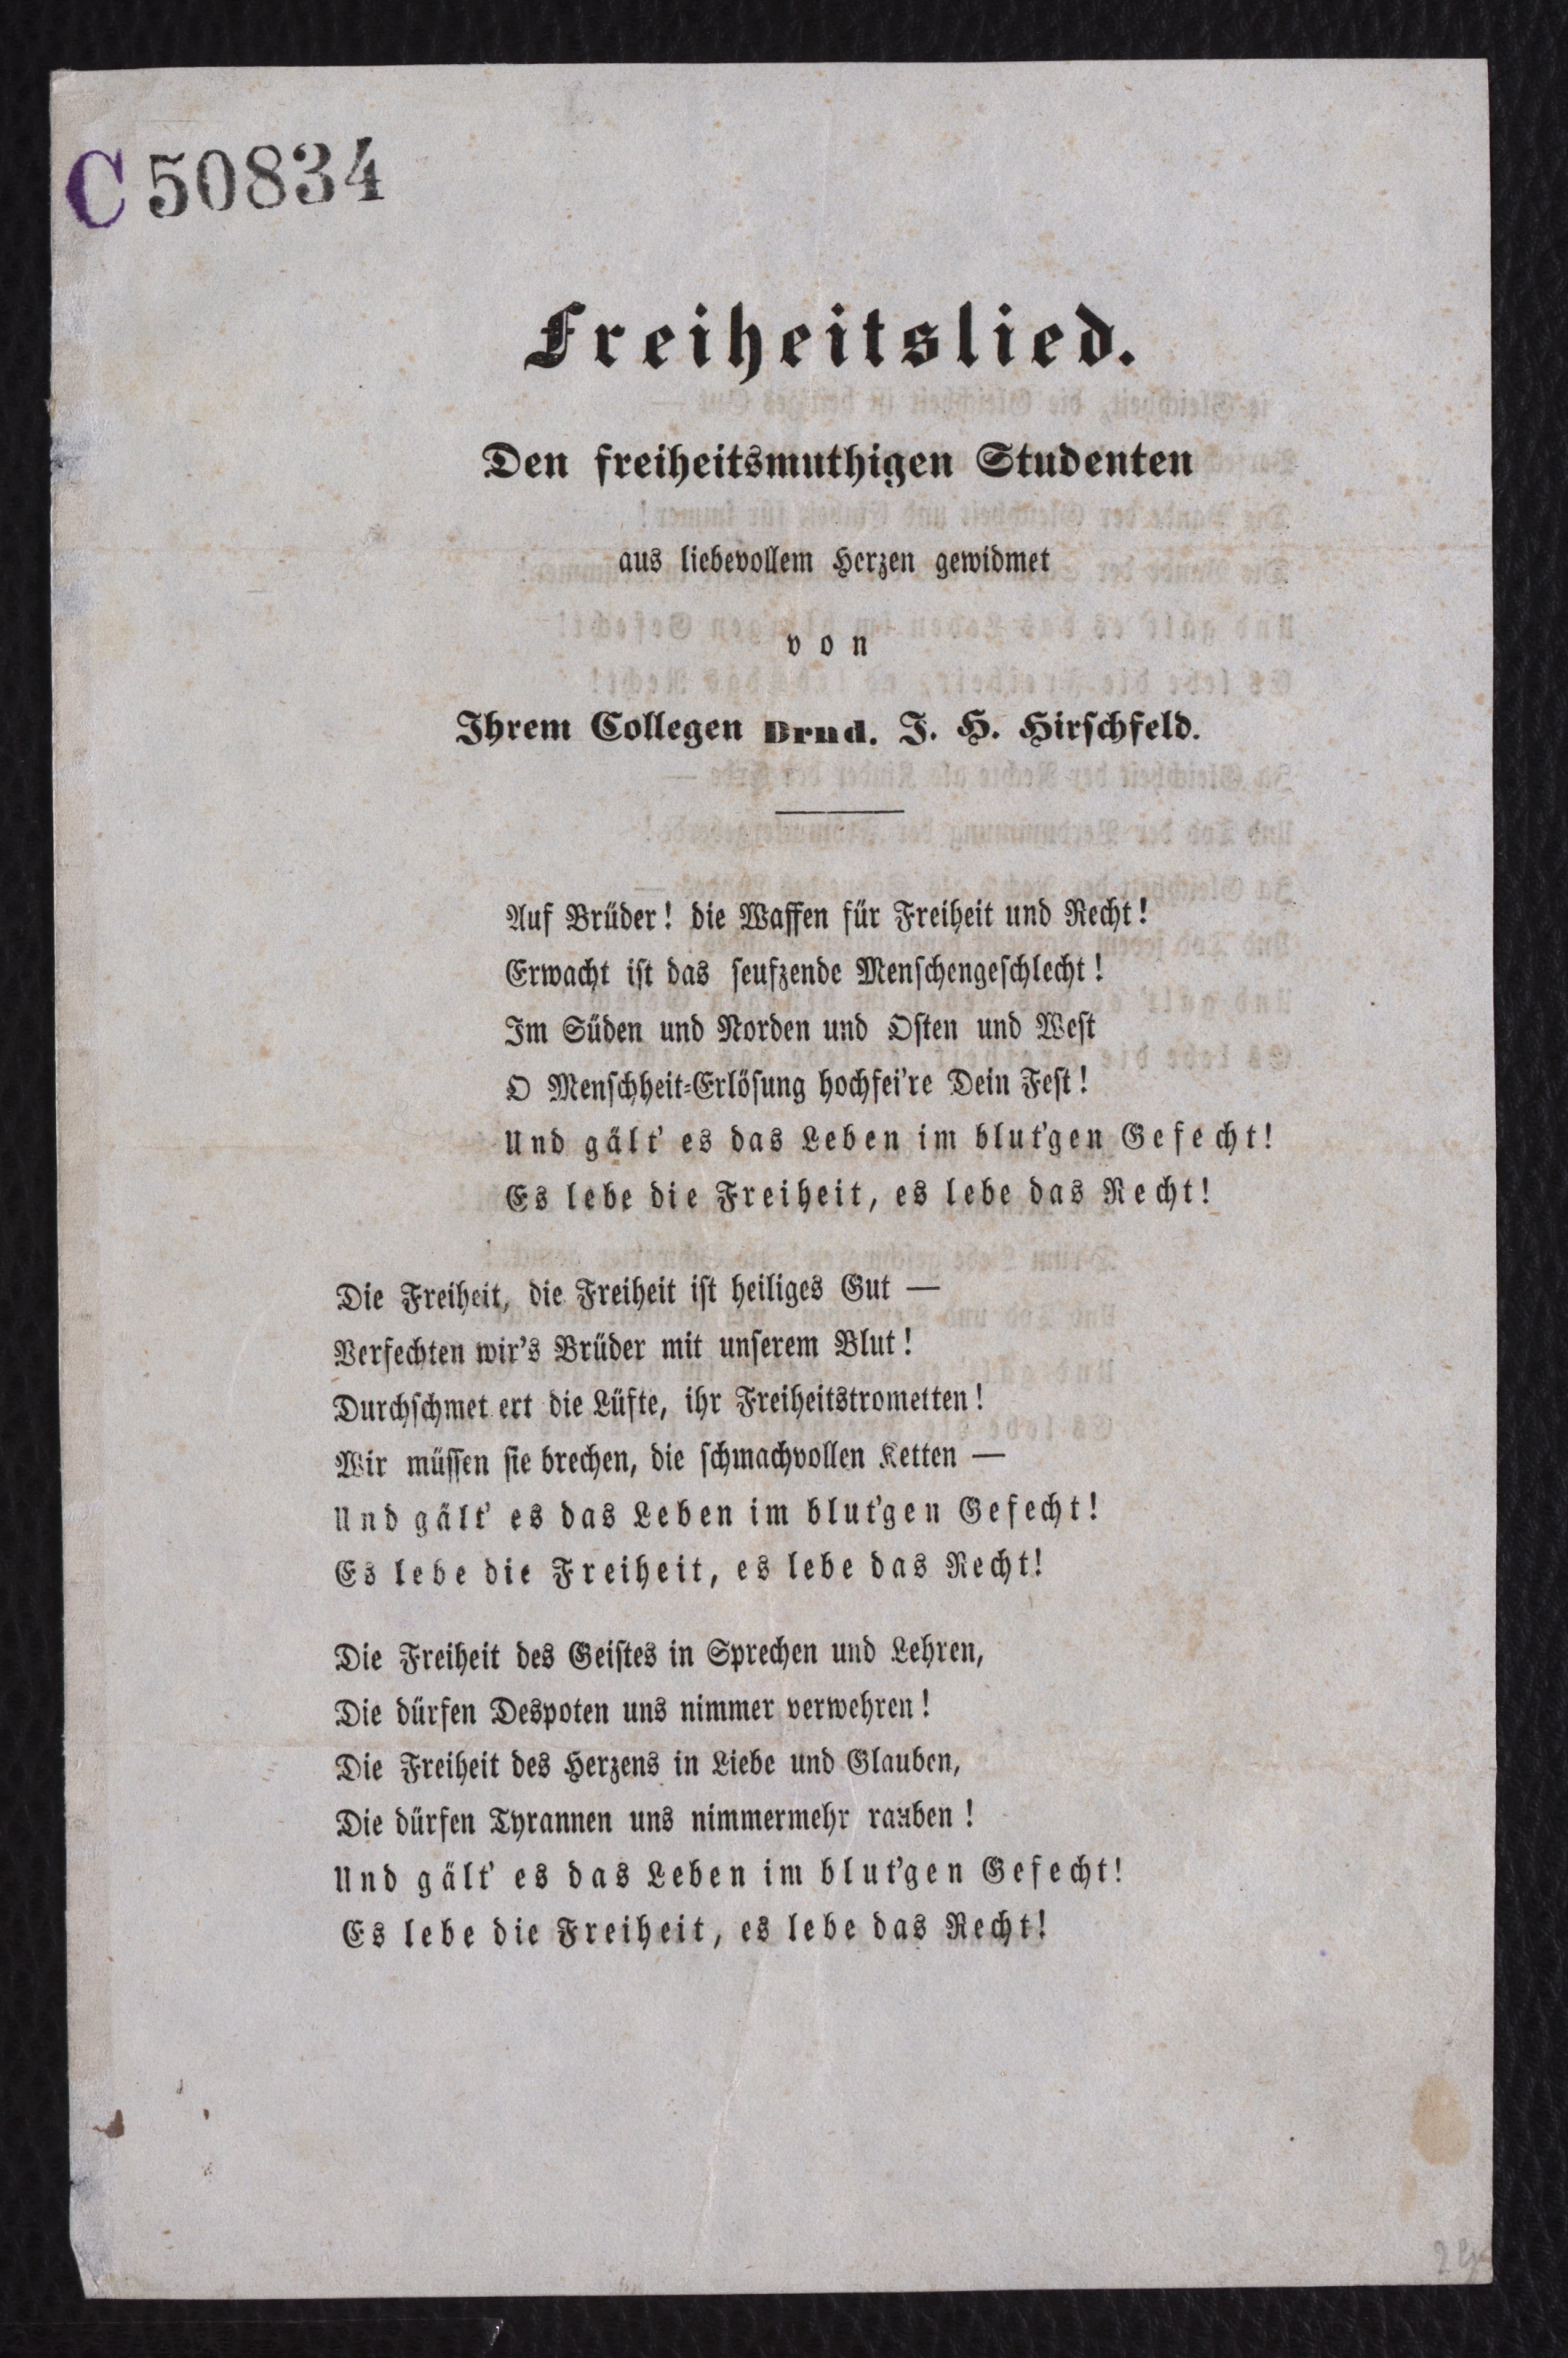 C 50834
Freiheitslied.
Den freiheitsmuthigen Studenten
aus liebevollem Herzen gewidmet
von
Ihrem Collegen Drnd. J. H. Hirschfeld.
Auf Brüder! die Waffen für Freiheit und Recht!
Erwacht ist das seufzende Menschengeschlecht!
Im Süden und Norden und Osten und West
O Menschheit-Erlösung hochfei're Dein Fest!
Und gält' es das Leben im blut'gen Gefecht!
Es lebe die Freiheit, es lebe das Recht!
Die Freiheit, die Freiheit ist heiliges Gut —
Verfechten wir's Brüder mit unserem Blut!
Durchschmet ert die Lüfte, ihr Freiheitstrometten!
Wir müssen sie brechen, die schmachvollen Ketten —
Und gält' es das Leben im blut'gen Gefecht!
Es lebe die Freiheit, es lebe das Recht!
Die Freiheit des Geistes in Sprechen und Lehren,
Die dürfen Despoten uns nimmer verwehren!
Die Freiheit des Herzens in Liebe und Glauben,
Die dürfen Tyrannen uns nimmermehr rauben!
Und gält' es das Leben im blut'gen Gefecht!
Es lebe die Freiheit, es lebe das Recht!